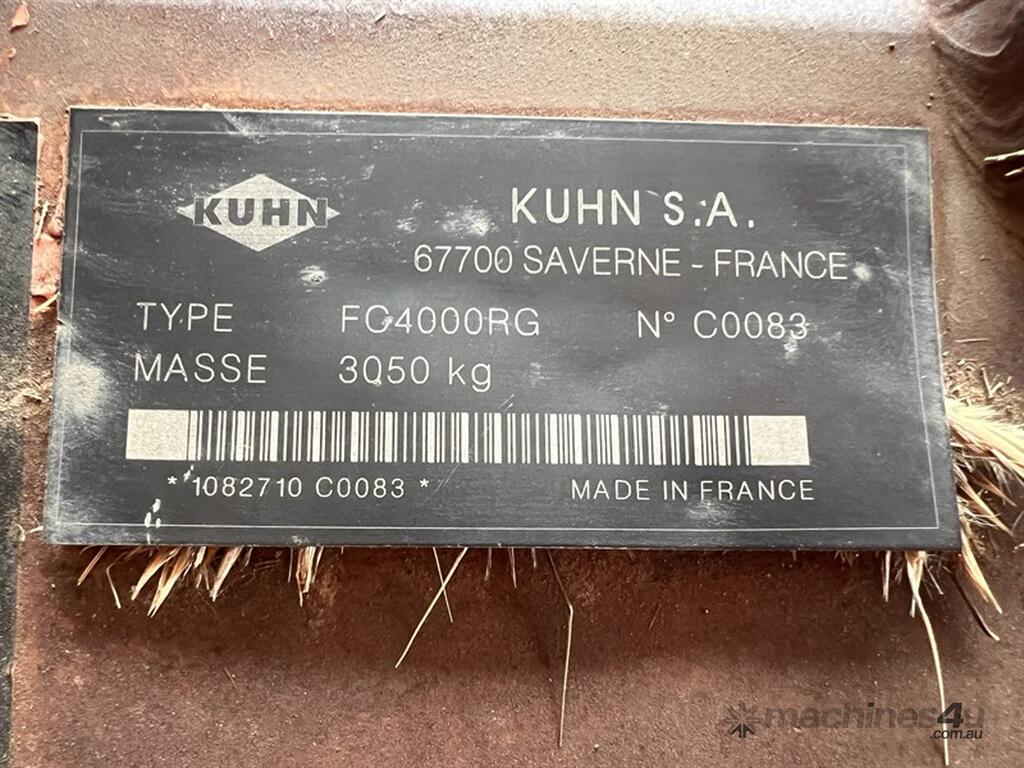 KUHN
KUHN S.A.
67700 SAVERNE - FRANCE
TYPE FC4000RG N° C0083
MASSE 3050 kg
*1082710 C0083 *
MADE IN FRANCE
machines4u
.com.au